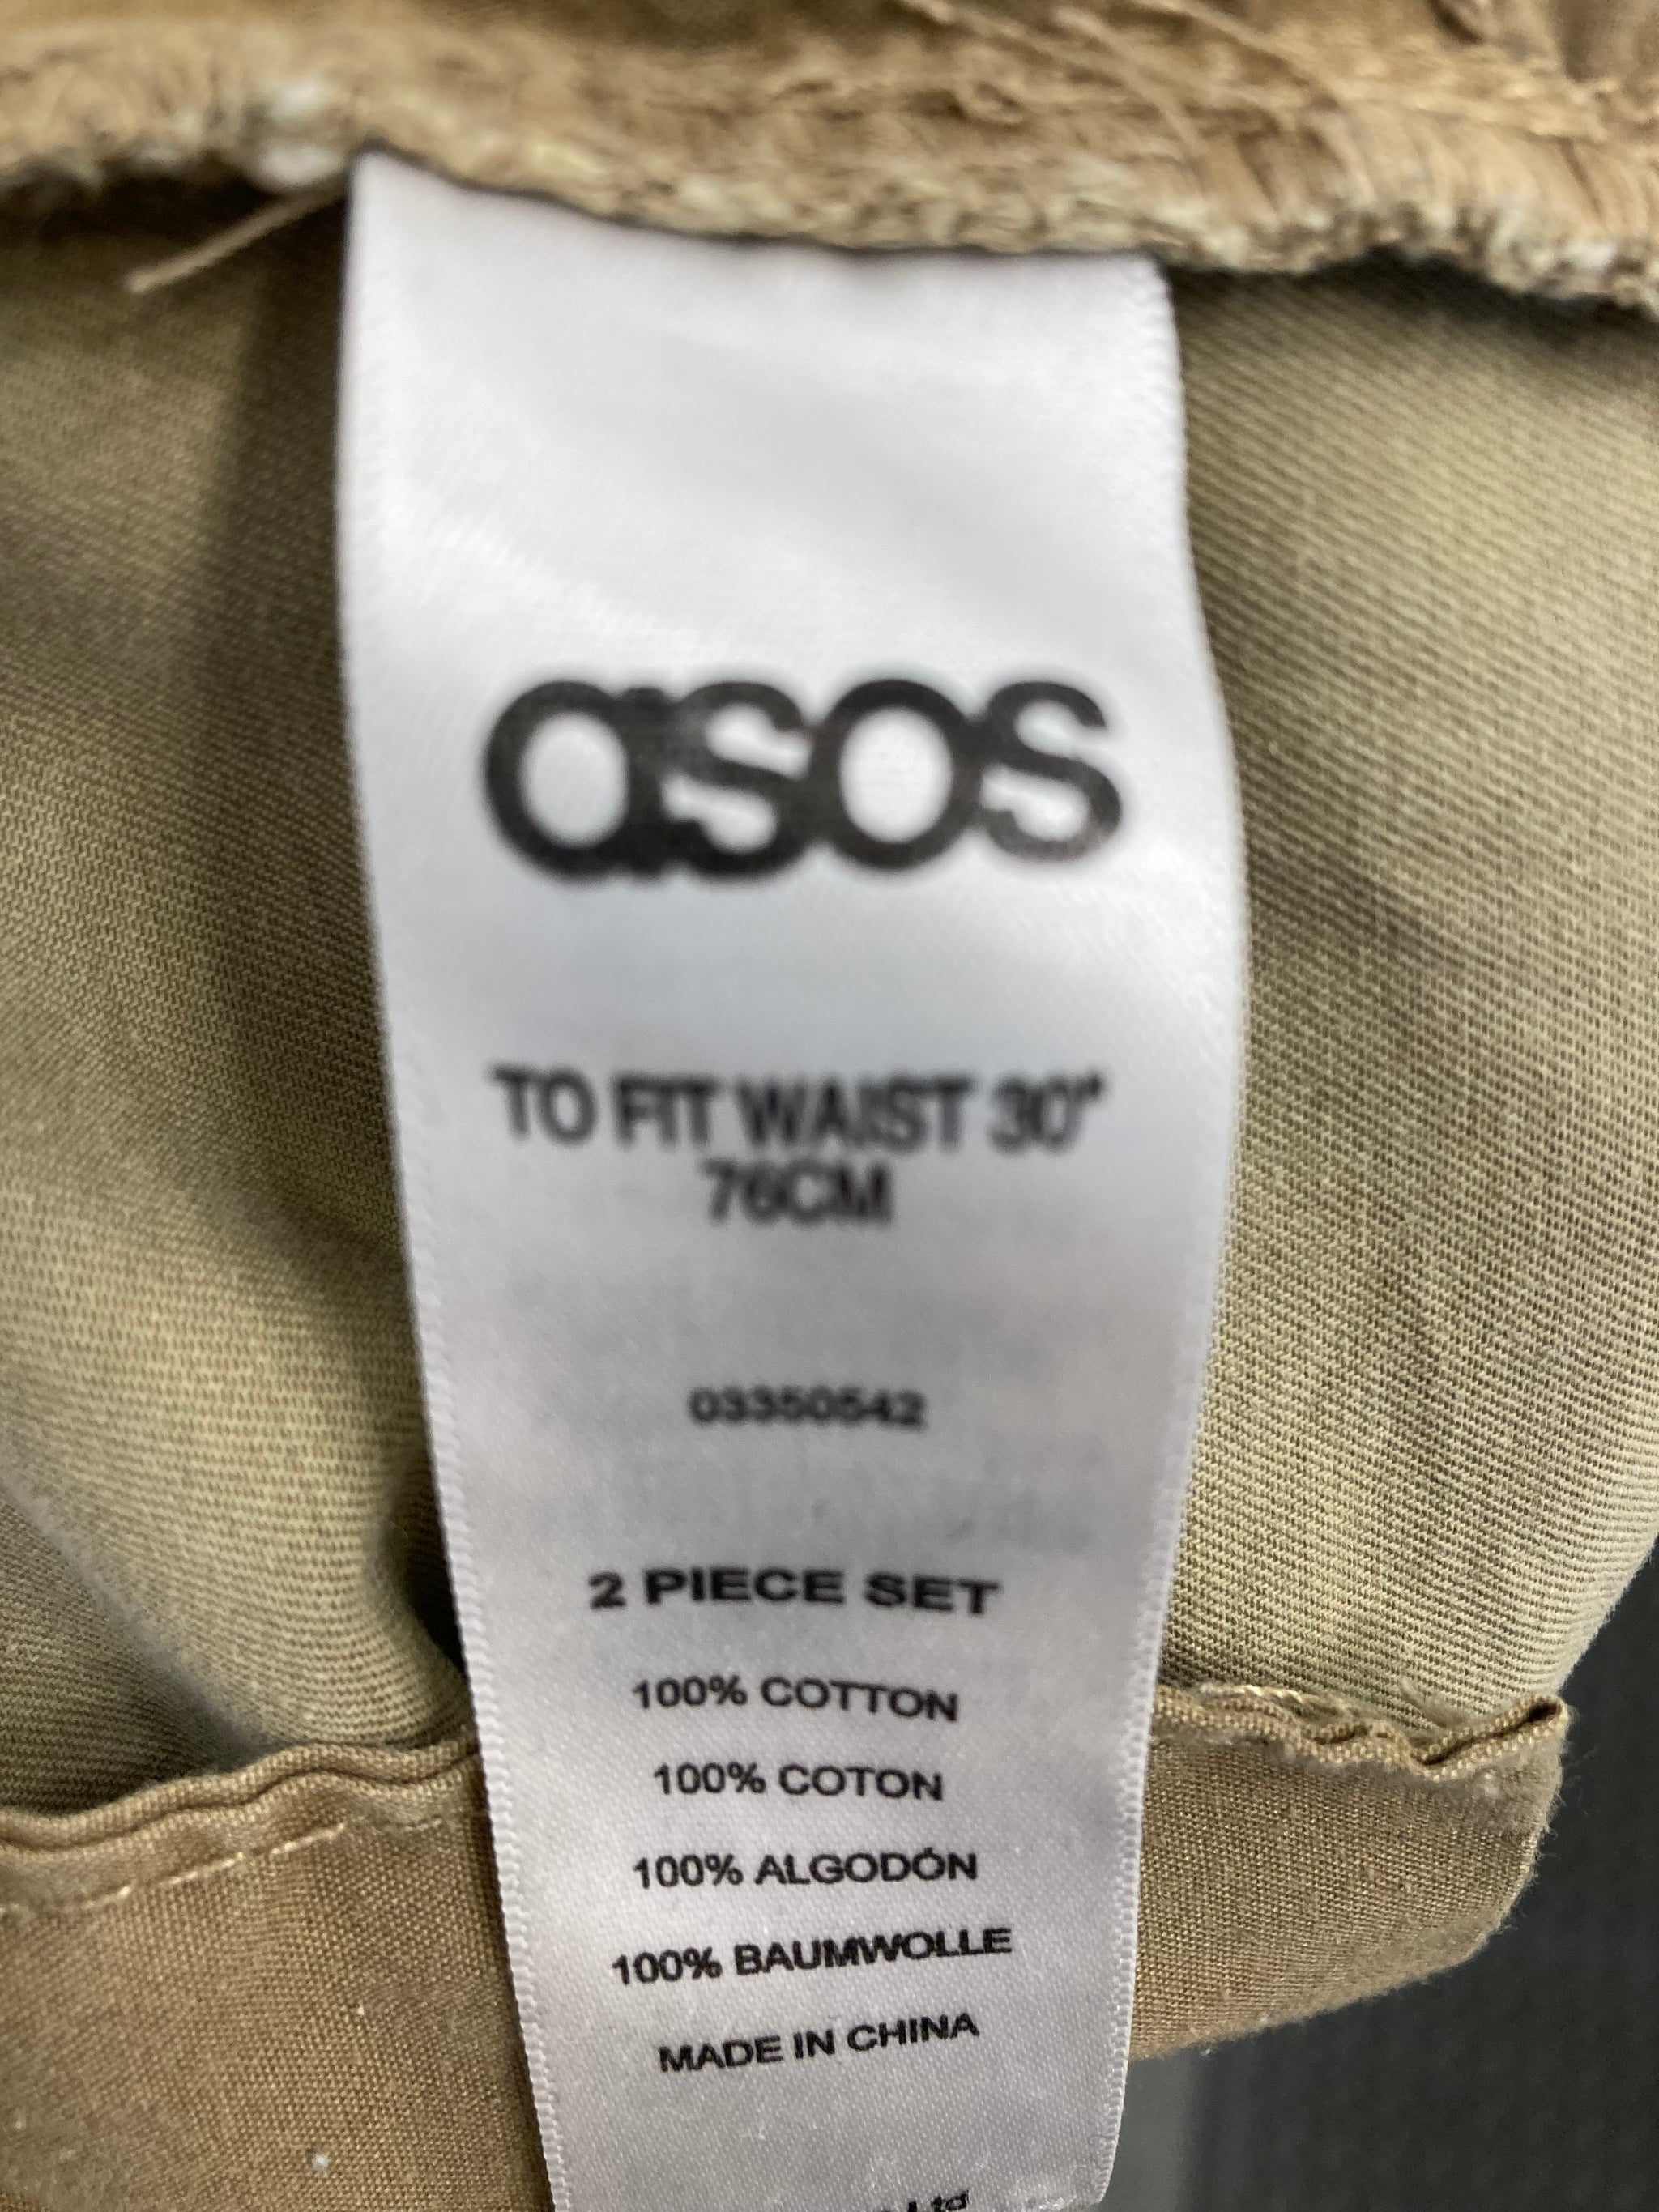 asos
TO FIT WAIST 30"
76CM
03350542
2 PIECE SET
100% COTTON
100% COTON
100% ALGODÓN
100% BAUMWOLLE
MADE IN CHINA
Ltd